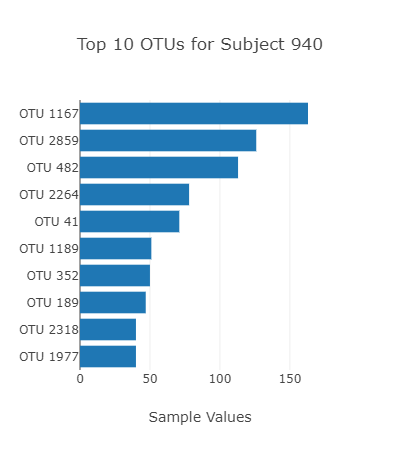 Top 10 OTUs for Subject 940
OTU 1167
OTU 2859
OTU 482
OTU 2264
OTU 41
OTU 1189
OTU 352
OTU 189
OTU 2318
OTU 1977
0 50 100 150
Sample Values